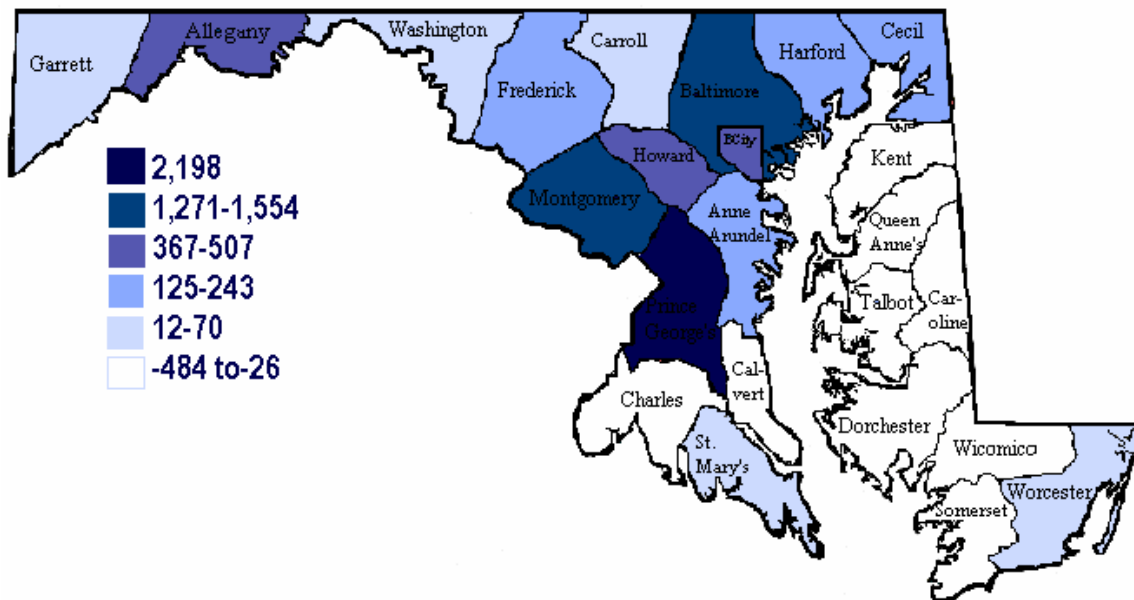 Garrett
Allegany
Washington
Frederick
Carroll
Baltimore
Harford
Cecil
BCity
Howard
Montgomery
Anne
Arundel
Prince
George's
Kent
Queen
Anne's
Talbot
Car-
oline
Cal-
vert
Charles
St.
Mary's
Dorchester
Wicomico
Somerset
Worcester
2,198
1,271-1,554
367-507
125-243
12-70
-484 to-26